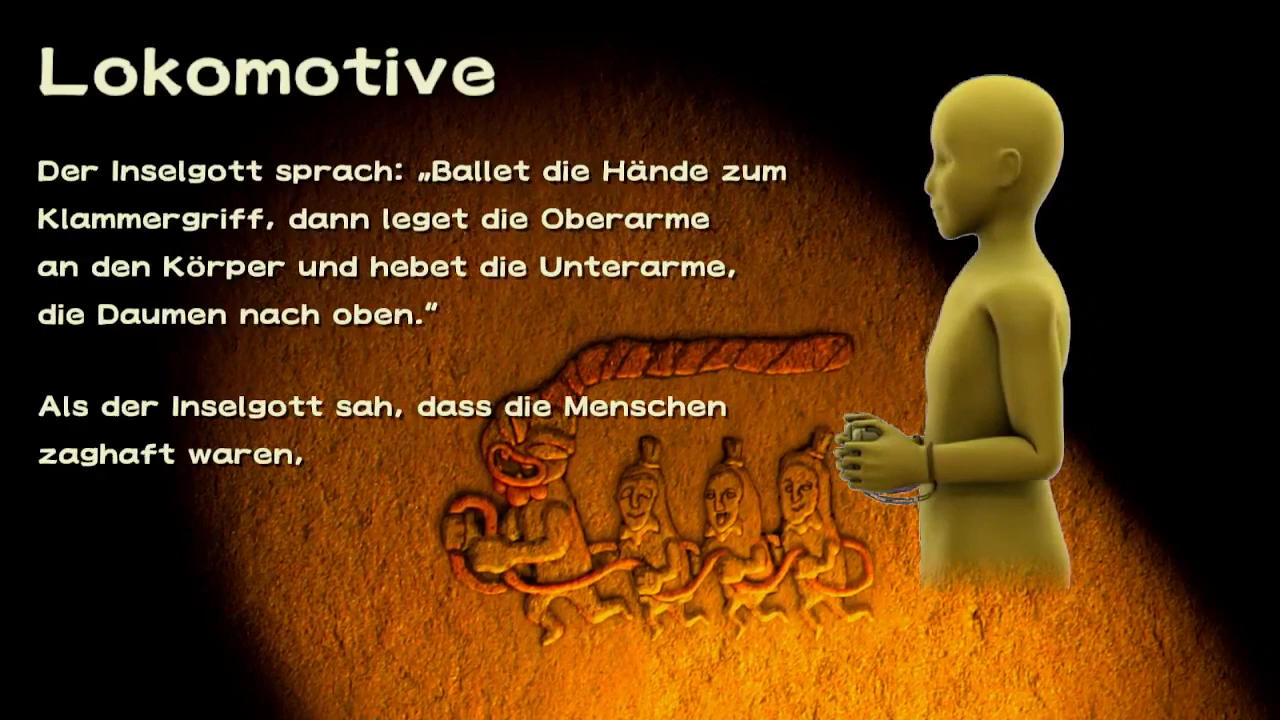 Lokomotive
Der Inselgott sprach: „Ballet die Hände zum
Klammergriff, dann leget die Oberarme
an den Körper und hebet die Unterarme,
die Daumen nach oben.“
Als der Inselgott sah, dass die Menschen
zaghaft waren,